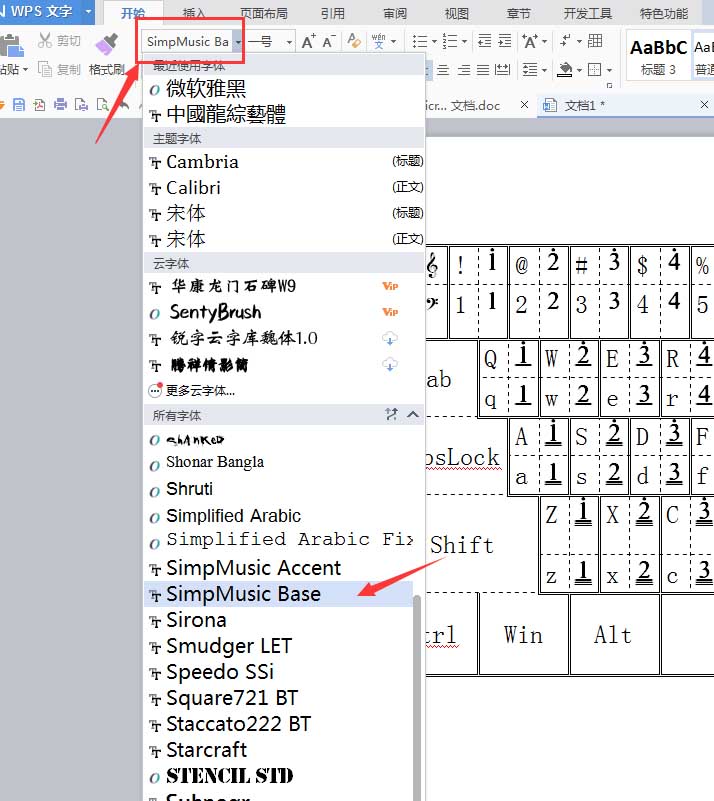 WPS 文字 开始 插入 页面布局 引用 审阅 视图 章节 开发工具 特色功能
剪切 SimpMusic Ba 一号 A+ A- wén 文 AaBbC AaB
粘贴 复制 格式刷 标题 3 普通
最近使用字体
icr... 文档.doc × 文档1 * ×
微软雅黑
中國龍綜藝體
主题字体
Cambria (标题)
Calibri (正文)
宋体 (标题)
宋体 (正文)
云字体
华康龙门石碑W9 VIP
SentyBrush VIP
锐字云字库魏体1.0
腾祥倩影简
更多云字体...
所有字体
SHANKED
Shonar Bangla
Shruti
Simplified Arabic
Simplified Arabic Fix
SimpMusic Accent
SimpMusic Base
Sirona
Smudger LET
Speedo SSi
Square721 BT
Staccato222 BT
Starcraft
STENCIL STD
! 1 @ 2 # 3 $ 4 %
1 1 2 2 3 3 4 4 5
ab Q 1 W 2 E 3 R 4
q 1 w 2 e 3 r 4
psLock A 1 S 2 D 3 F
a 1 s 2 d 3 f
Shift Z 1 X 2 C 3
z 1 x 2 c 3
trl Win Alt